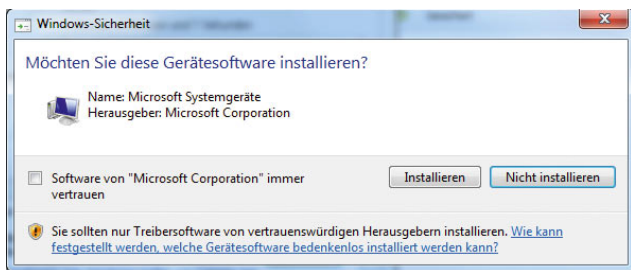 Windows-Sicherheit
Möchten Sie diese Gerätesoftware installieren?
Name: Microsoft Systemgeräte
Herausgeber: Microsoft Corporation
Software von "Microsoft Corporation" immer
vertrauen
Installieren
Nicht installieren
Sie sollten nur Treibersoftware von vertrauenswürdigen Herausgebern installieren. Wie kann
festgestellt werden, welche Gerätesoftware bedenkenlos installiert werden kann?